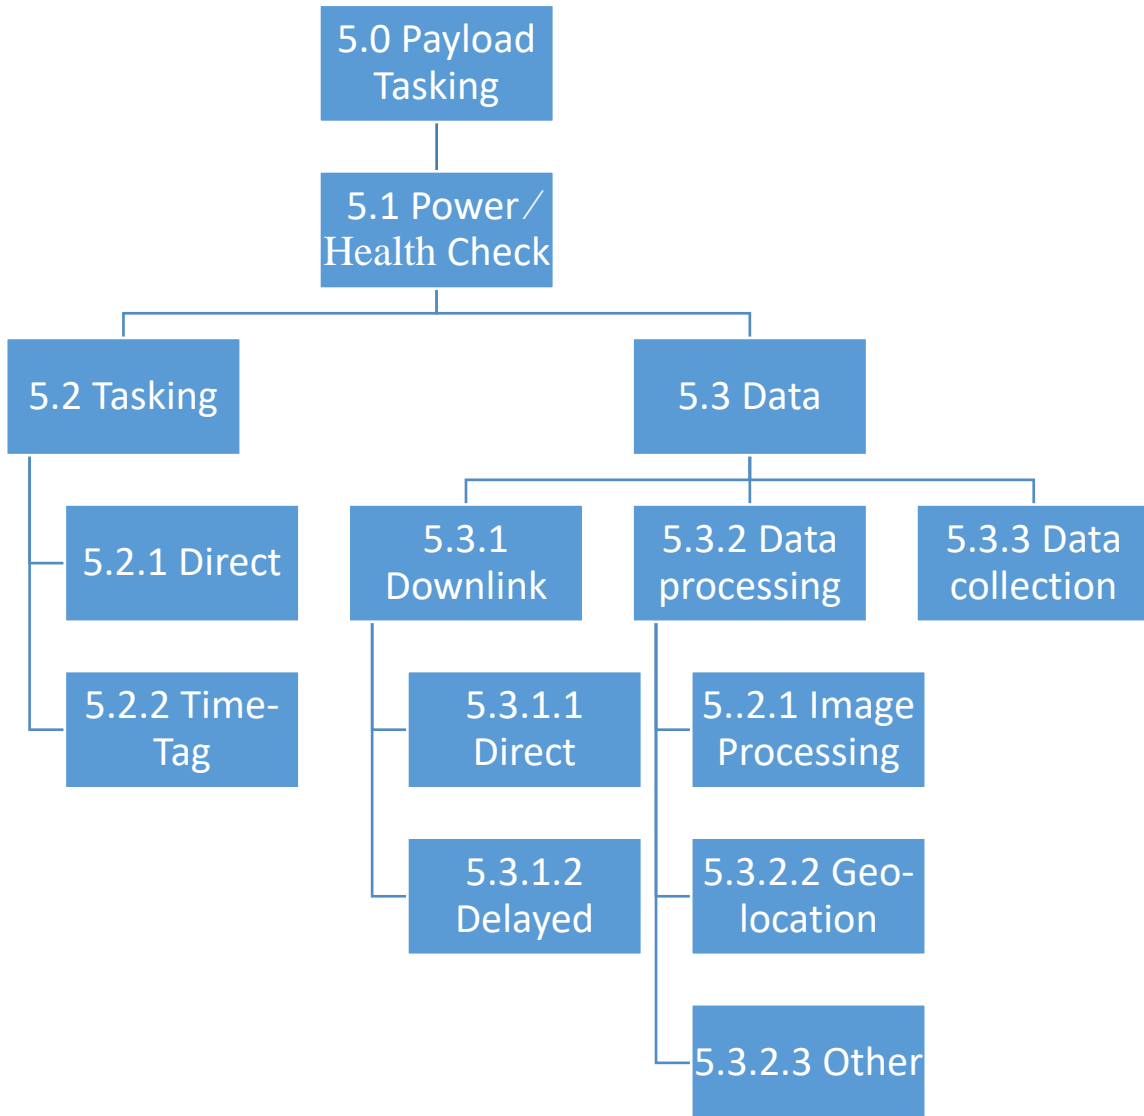 5.0 Payload
Tasking
5.1 Power/
Health Check
5.2 Tasking
5.3 Data
5.2.1 Direct
5.2.2 Time-
Tag
5.3.1
Downlink
5.3.1.1
Direct
5.3.1.2
Delayed
5.3.2 Data
processing
5..2.1 Image
Processing
5.3.2.2 Geo-
location
5.3.2.3 Other
5.3.3 Data
collection